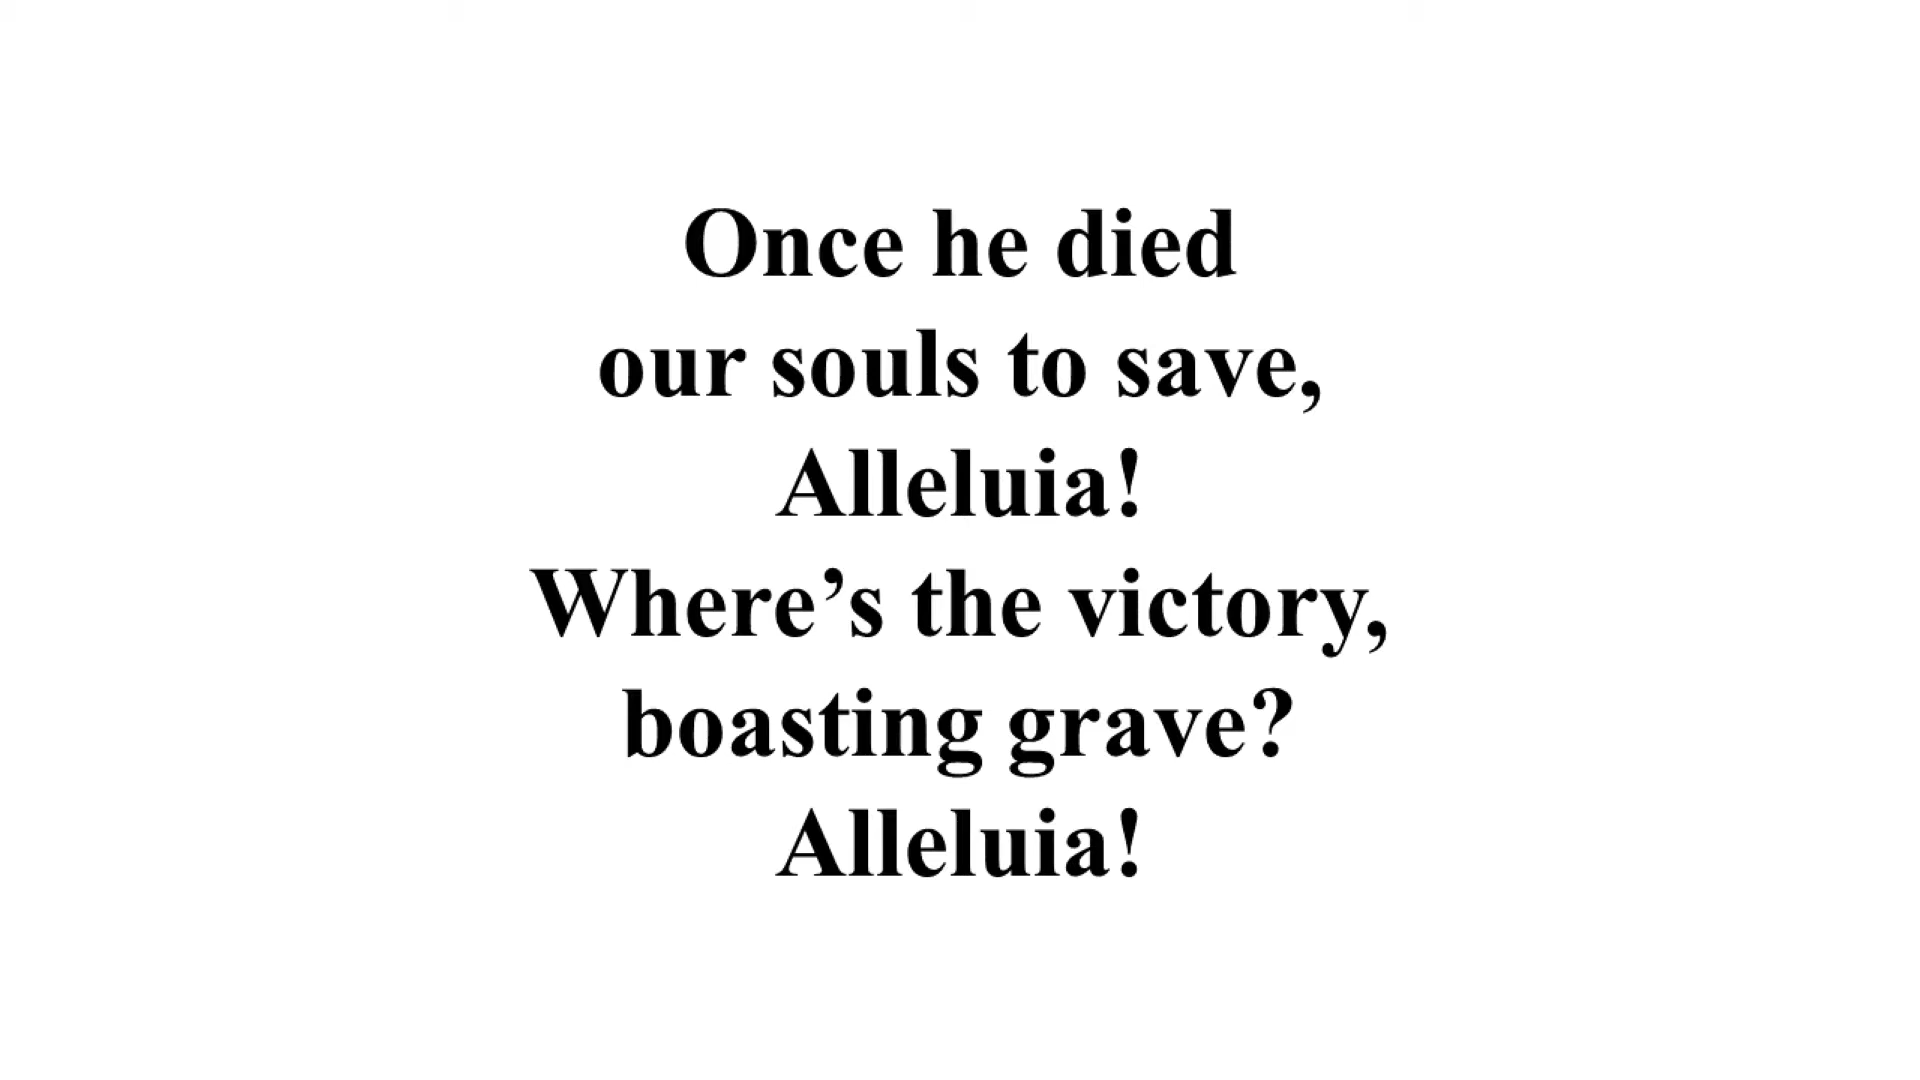 Once he died
our souls to save,
Alleluia!
Where’s the victory,
boasting grave?
Alleluia!